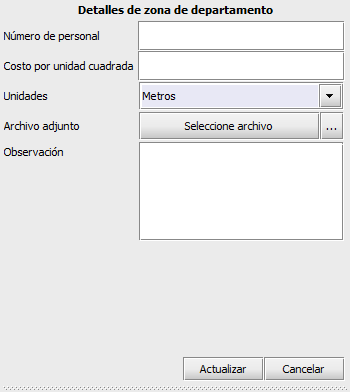 Detalles de zona de departamento
Número de personal
Costo por unidad cuadrada
Unidades Metros
Archivo adjunto Seleccione archivo ...
Observación
Actualizar Cancelar